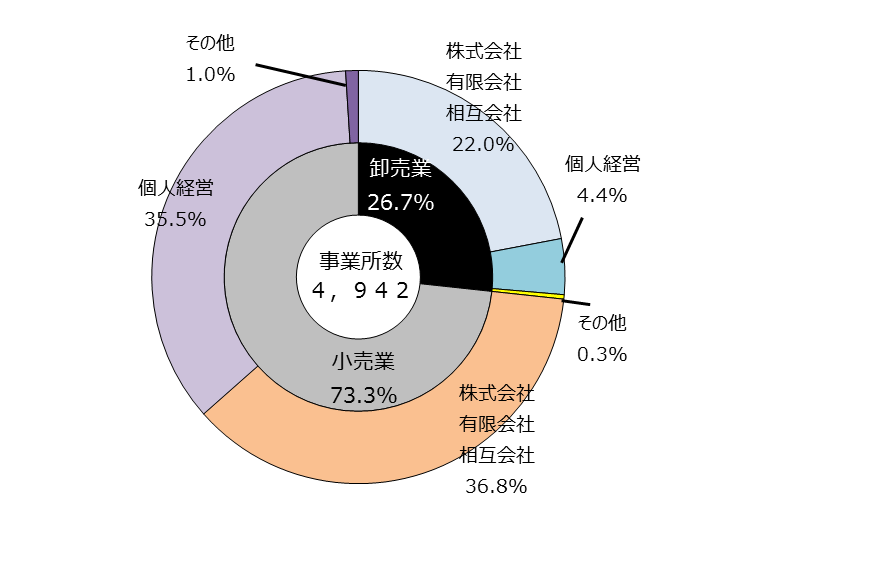 その他
1.0%
株式会社
有限会社
相互会社
22.0%
個人経営
4.4%
卸売業
26.7%
個人経営
35.5%
事業所数
４，９４２
その他
0.3%
小売業
73.3%
株式会社
有限会社
相互会社
36.8%